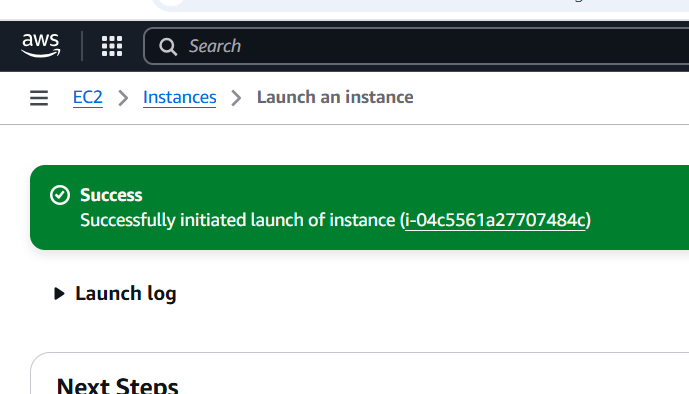 aws
Search
EC2 > Instances > Launch an instance
Success
Successfully initiated launch of instance (i-04c5561a27707484c)
Launch log
Next Steps